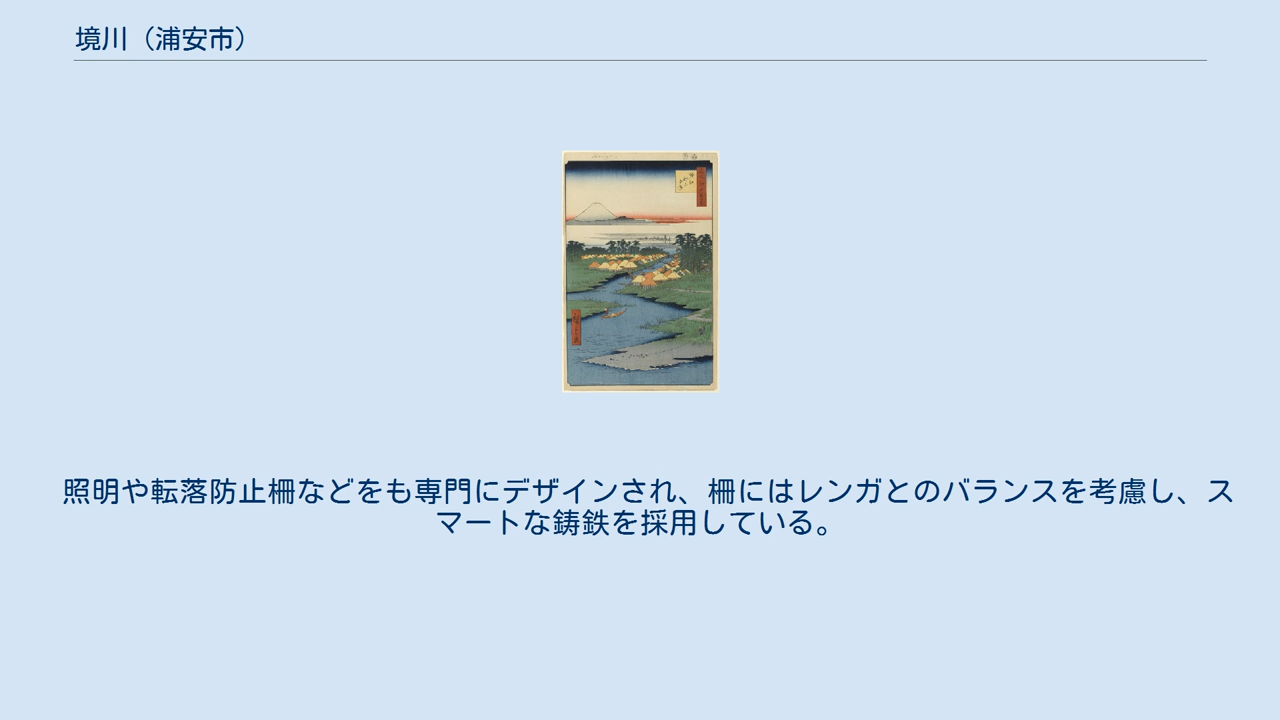 境川（浦安市）
照明や転落防止柵などをも専門にデザインされ、柵にはレンガとのバランスを考慮し、ス
マートな鋳鉄を採用している。